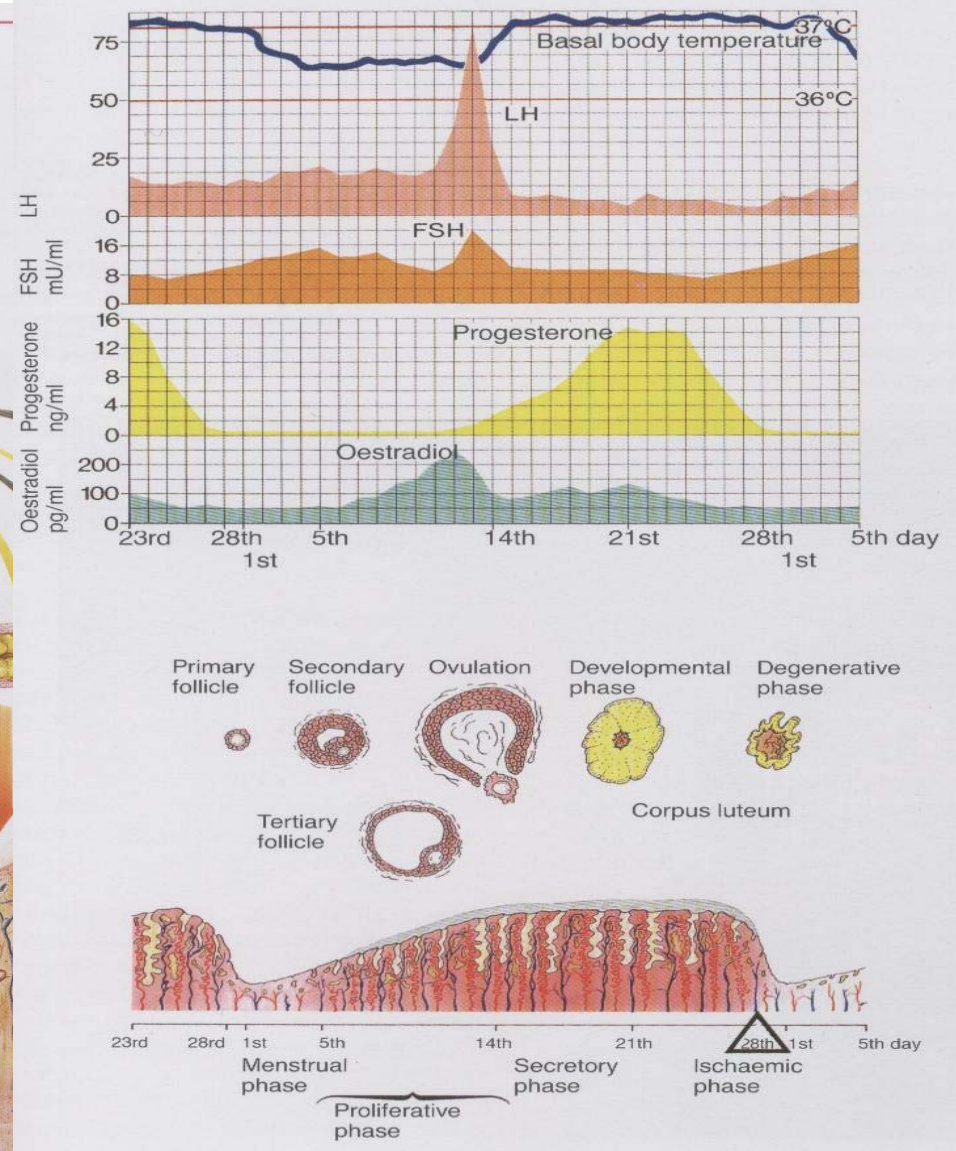 75
50
25
0
LH
37°C
Basal body temperature
36°C
LH
16
8
0
FSH
mU/ml
FSH
16
12
8
4
0
Progesterone
ng/ml
Progesterone
200
100
0
Oestradiol
pg/ml
Oestradiol
23rd 28th 5th 14th 21st 28th 5th day
1st 1st
Primary
follicle
Secondary
follicle
Ovulation
Developmental
phase
Degenerative
phase
Tertiary
follicle
Corpus luteum
23rd 28rd 1st 5th 14th 21th 28th 1st 5th day
Menstrual
phase
Secretory
phase
Ischaemic
phase
Proliferative
phase